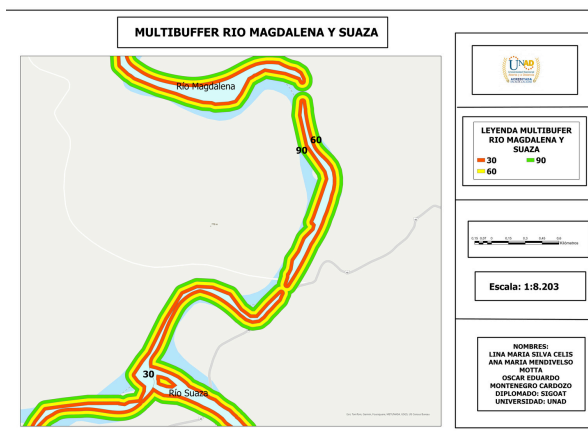 MULTIBUFFER RIO MAGDALENA Y SUAZA
Río Magdalena
60
90
30
Río Suaza
UNAD
LEYENDA MULTIBUFER
RIO MAGDALENA Y
SUAZA
30
90
60
Kilómetros
Escala: 1:8.203
NOMBRES:
LINA MARIA SILVA CELIS
ANA MARIA MENDIVELSO
MOTTA
OSCAR EDUARDO
MONTENEGRO CARDOZO
DIPLOMADO: SIGOAT
UNIVERSIDAD: UNAD